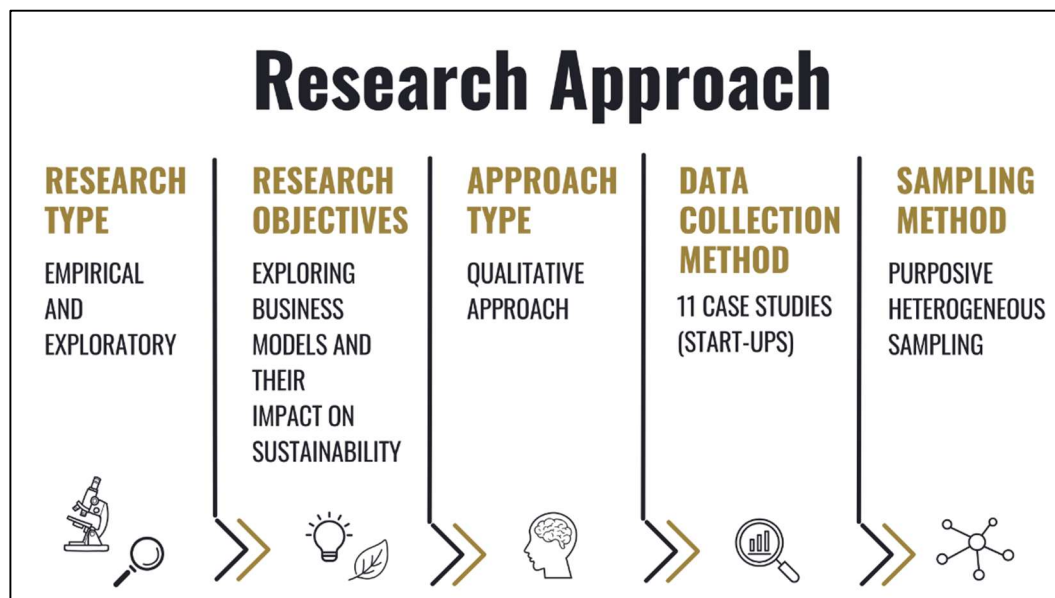 Research Approach
RESEARCH
TYPE
EMPIRICAL
AND
EXPLORATORY
RESEARCH
OBJECTIVES
EXPLORING
BUSINESS
MODELS AND
THEIR
IMPACT ON
SUSTAINABILITY
APPROACH
TYPE
QUALITATIVE
APPROACH
DATA
COLLECTION
METHOD
11 CASE STUDIES
(START-UPS)
SAMPLING
METHOD
PURPOSIVE
HETEROGENEOUS
SAMPLING